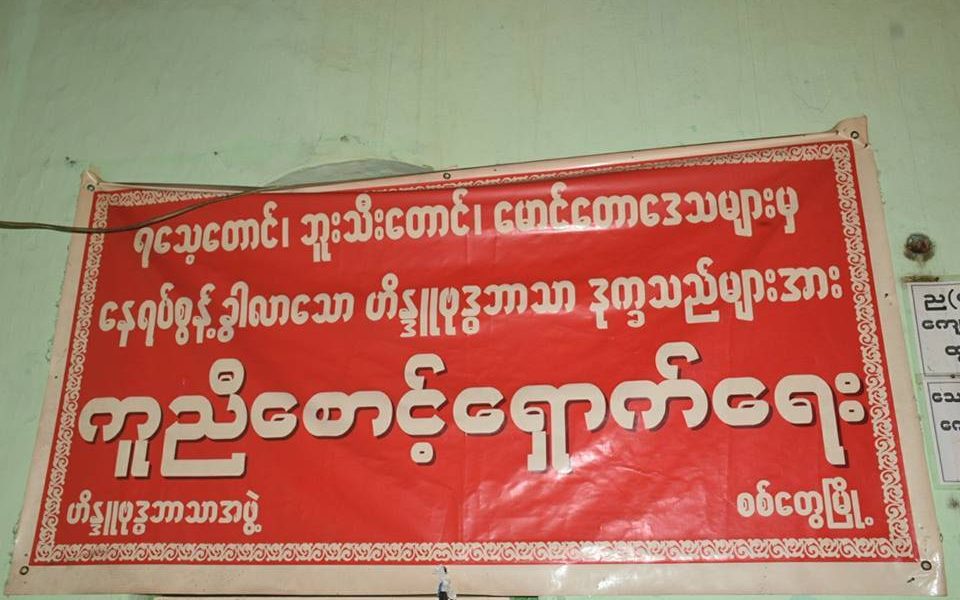 ရသေ့တောင်၊ ဘူးသီးတောင်၊ မောင်တောဒေသများမှ
နေရပ်စွန့်ခွါလာသော ဟိန္ဒူဗုဒ္ဓဘာသာ ဒုက္ခသည်များအား
ကူညီစောင့်ရှောက်ရေး
ဟိန္ဒူဗုဒ္ဓဘာသာအဖွဲ့
စစ်တွေမြို့